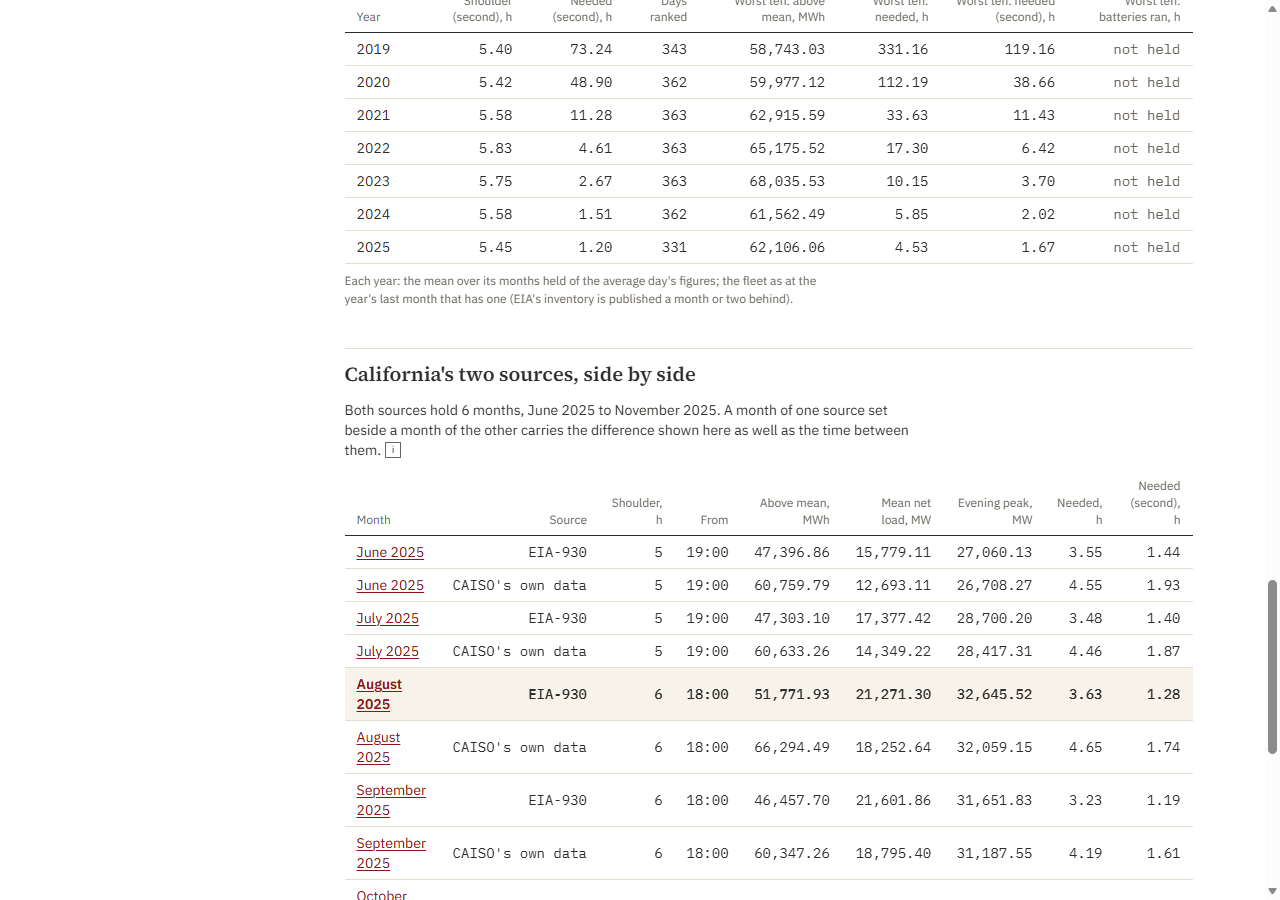 Year (second), h (second), h ranked mean, MWh needed, h (second), h batteries ran, h
2019 5.40 73.24 343 58,743.03 331.16 119.16 not held
2020 5.42 48.90 362 59,977.12 112.19 38.66 not held
2021 5.58 11.28 363 62,915.59 33.63 11.43 not held
2022 5.83 4.61 363 65,175.52 17.30 6.42 not held
2023 5.75 2.67 363 68,035.53 10.15 3.70 not held
2024 5.58 1.51 362 61,562.49 5.85 2.02 not held
2025 5.45 1.20 331 62,106.06 4.53 1.67 not held
Each year: the mean over its months held of the average day's figures; the fleet as at the
year's last month that has one (EIA's inventory is published a month or two behind).
California's two sources, side by side
Both sources hold 6 months, June 2025 to November 2025. A month of one source set
beside a month of the other carries the difference shown here as well as the time between
them. i
Needed
Shoulder, Above mean, Mean net Evening peak, Needed, (second),
Month Source h From MWh load, MW MW h h
June 2025 EIA-930 5 19:00 47,396.86 15,779.11 27,060.13 3.55 1.44
June 2025 CAISO's own data 5 19:00 60,759.79 12,693.11 26,708.27 4.55 1.93
July 2025 EIA-930 5 19:00 47,303.10 17,377.42 28,700.20 3.48 1.40
July 2025 CAISO's own data 5 19:00 60,633.26 14,349.22 28,417.31 4.46 1.87
August
2025 EIA-930 6 18:00 51,771.93 21,271.30 32,645.52 3.63 1.28
August
2025 CAISO's own data 6 18:00 66,294.49 18,252.64 32,059.15 4.65 1.74
September
2025 EIA-930 6 18:00 46,457.70 21,601.86 31,651.83 3.23 1.19
September
2025 CAISO's own data 6 18:00 60,347.26 18,795.40 31,187.55 4.19 1.61
October